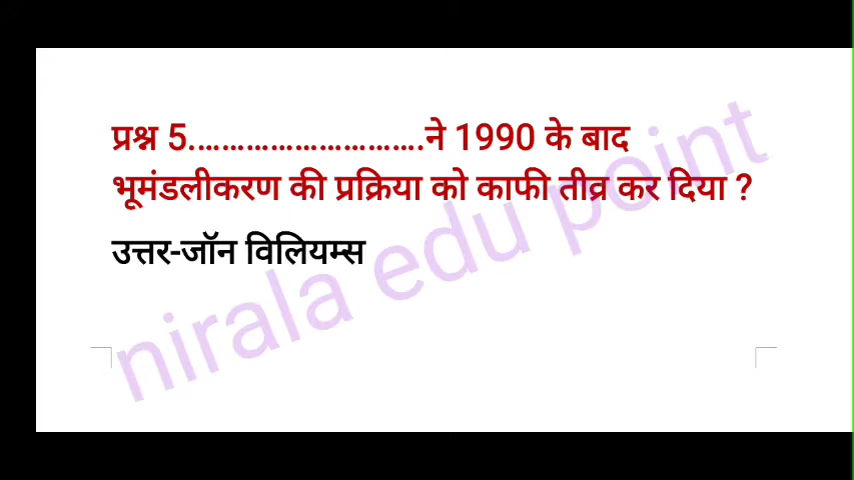 प्रश्न 5.……………………….ने 1990 के बाद
भूमंडलीकरण की प्रक्रिया को काफी तीव्र कर दिया ?
उत्तर-जॉन विलियम्स
nirala edu point